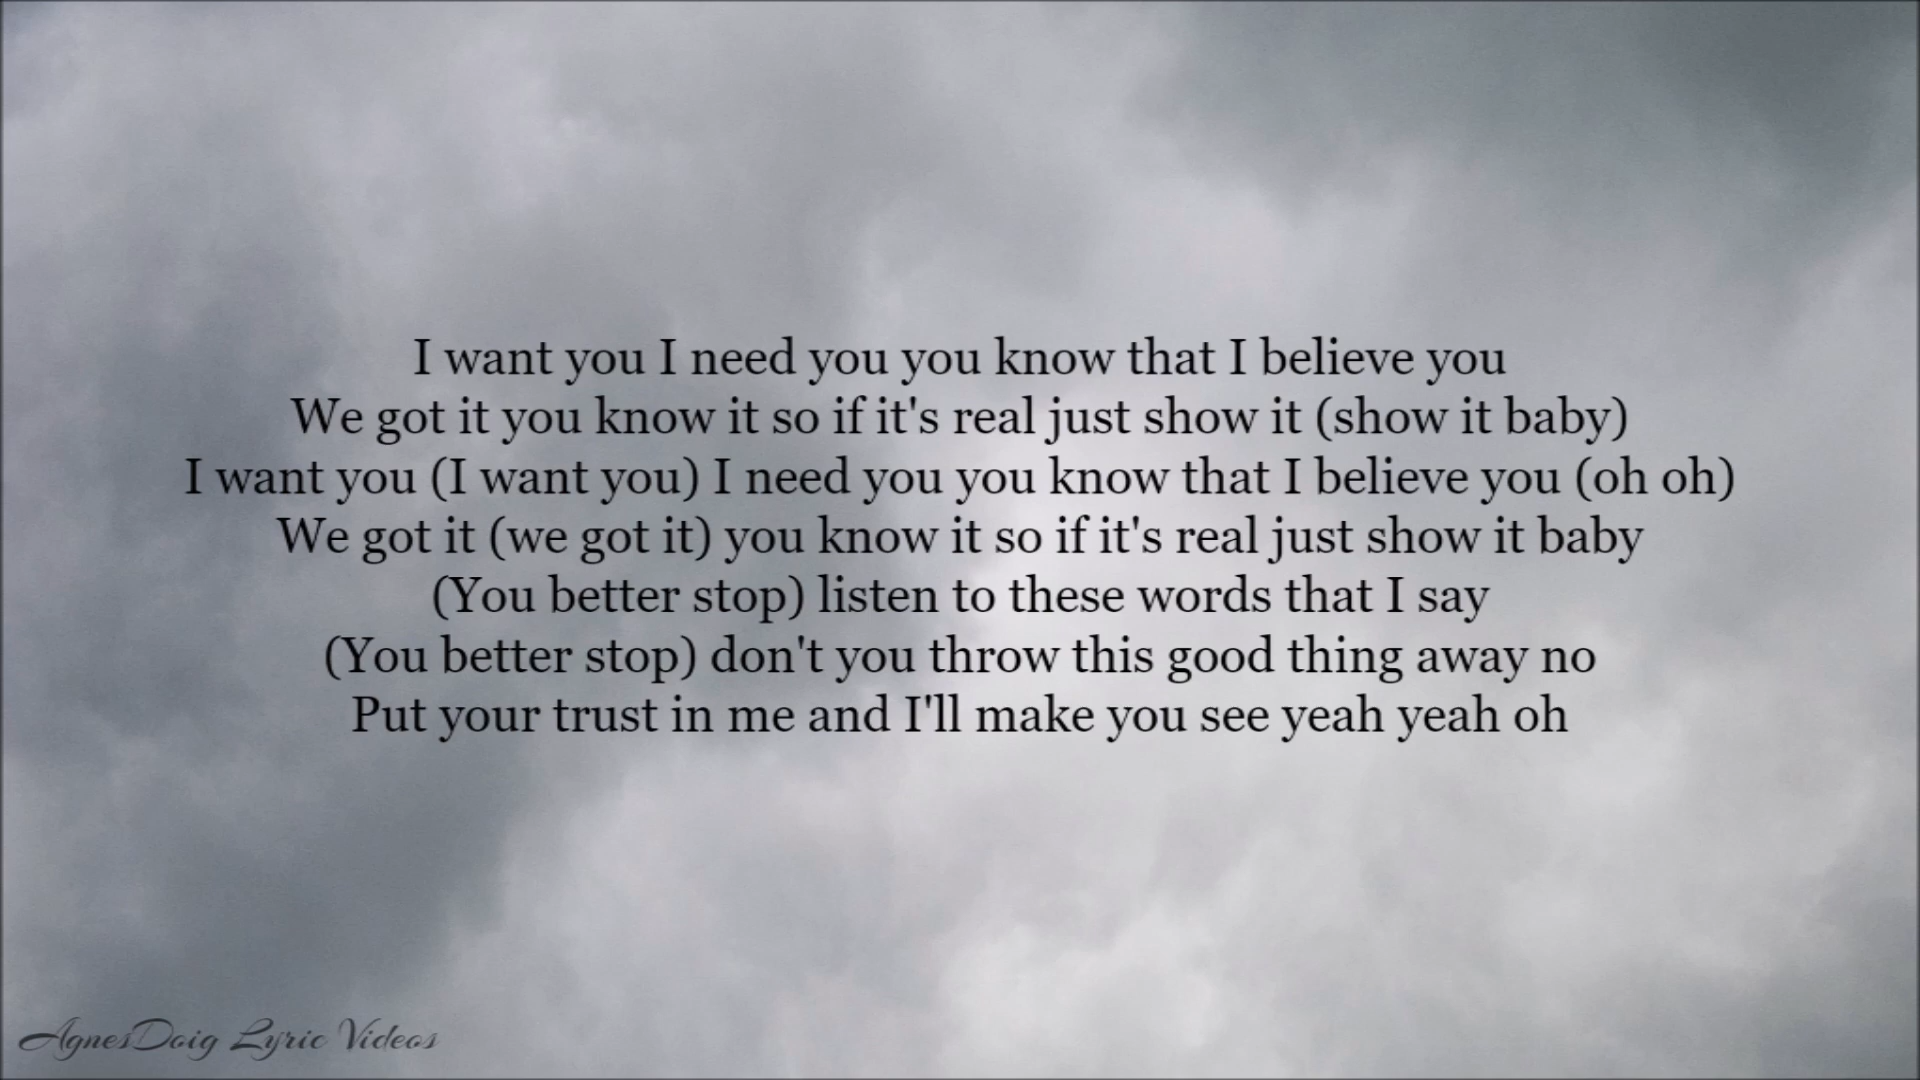 I want you I need you you know that I believe you
We got it you know it so if it's real just show it (show it baby)
I want you (I want you) I need you you know that I believe you (oh oh)
We got it (we got it) you know it so if it's real just show it baby
(You better stop) listen to these words that I say
(You better stop) don't you throw this good thing away no
Put your trust in me and I'll make you see yeah yeah oh
AgnesDoig Lyric Videos